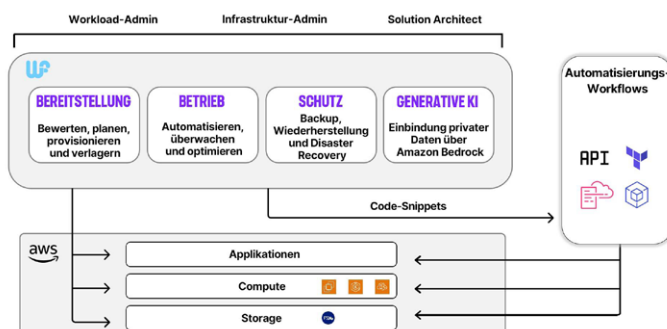 Workload-Admin
Infrastruktur-Admin
Solution Architect
WF
BEREITSTELLUNG
Bewerten, planen,
provisionieren
und verlagern
BETRIEB
Automatisieren,
überwachen
und optimieren
SCHUTZ
Backup,
Wiederherstellung
und Disaster
Recovery
GENERATIVE KI
Einbindung privater
Daten über
Amazon Bedrock
Automatisierungs-
Workflows
API
Code-Snippets
aws
Applikationen
Compute
Storage